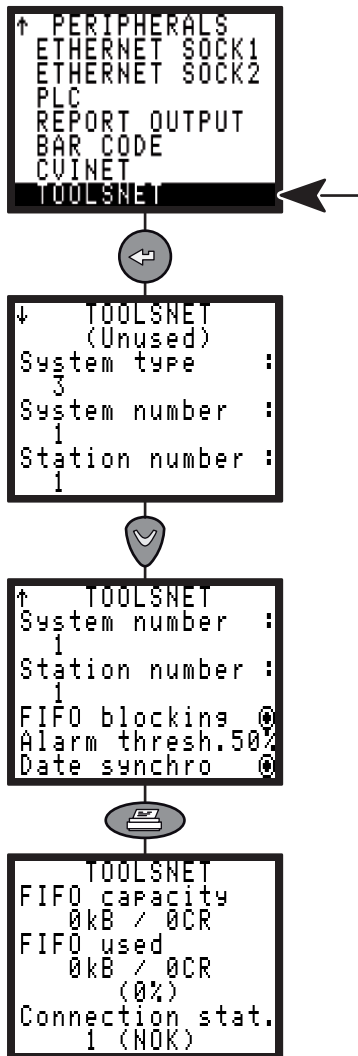 ↑ PERIPHERALS
ETHERNET SOCK1
ETHERNET SOCK2
PLC
REPORT OUTPUT
BAR CODE
CVINET
TOOLSNET
↓ TOOLSNET
(Unused)
System type :
3
System number :
1
Station number :
1
↑ TOOLSNET
System number :
1
Station number :
1
FIFO blocking
Alarm thresh.50%
Date synchro
TOOLSNET
FIFO capacity
0kB / 0CR
FIFO used
0kB / 0CR
(0%)
Connection stat.
1 (NOK)